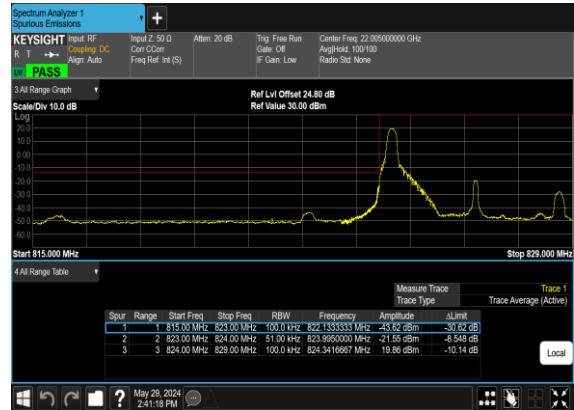 Spectrum Analyzer 1
Spurious Emissions
+
KEYSIGHT Input: RF Input Z: 50 Ω Atten: 20 dB Trig: Free Run Center Freq: 22.005000000 GHz
R T Coupling: DC Corr CCorr Gate: Off Avg|Hold: 100/100
Align: Auto Freq Ref: Int (S) IF Gain: Low Radio Std: None
PASS
3 All Range Graph
Ref Lvl Offset 24.80 dB
Scale/Div 10.0 dB Ref Value 30.00 dBm
Log
20.0
10.0
0.00
-10.0
-20.0
-30.0
-40.0
-50.0
-60.0
Start 815.000 MHz Stop 829.000 MHz
4 All Range Table
Measure Trace Trace 1
Trace Type Trace Average (Active)
Spur Range Start Freq Stop Freq RBW Frequency Amplitude ΔLimit
1 1 815.00 MHz 823.00 MHz 100.0 kHz 822.1333333 MHz -43.62 dBm -30.62 dB
2 2 823.00 MHz 824.00 MHz 51.00 kHz 823.9950000 MHz -21.55 dBm -8.548 dB
3 3 824.00 MHz 829.00 MHz 100.0 kHz 824.3416667 MHz 19.86 dBm -10.14 dB
Local
?
May 29, 2024
2:41:18 PM